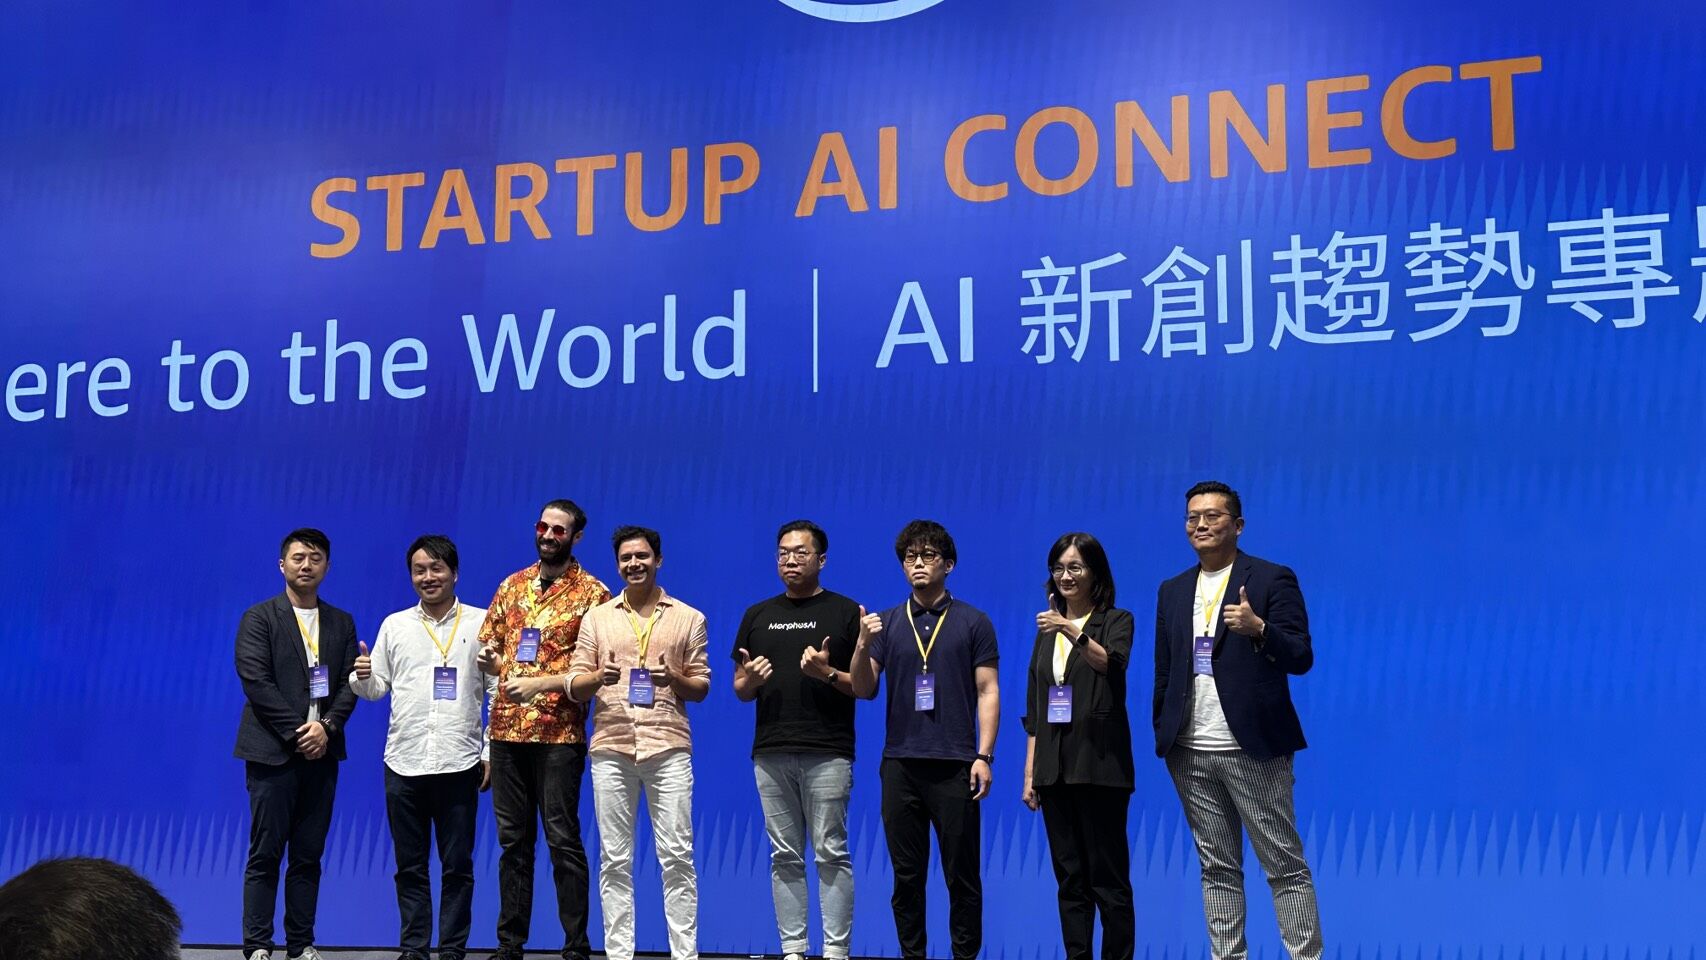 STARTUP AI CONNECT
ere to the World | AI 新創趨勢專
MorphusAI